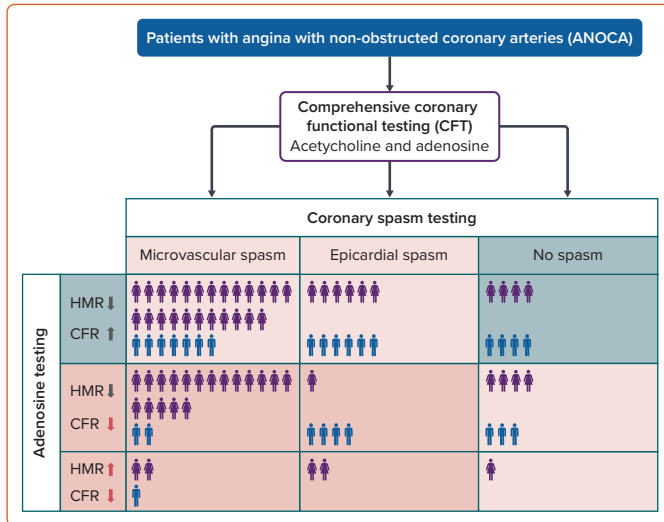 Patients with angina with non-obstructed coronary arteries (ANOCA)
Comprehensive coronary
functional testing (CFT)
Acetycholine and adenosine
Coronary spasm testing
Microvascular spasm
Epicardial spasm
No spasm
Adenosine testing
HMR ↓
CFR ↑
HMR ↓
CFR ↓
HMR ↑
CFR ↓